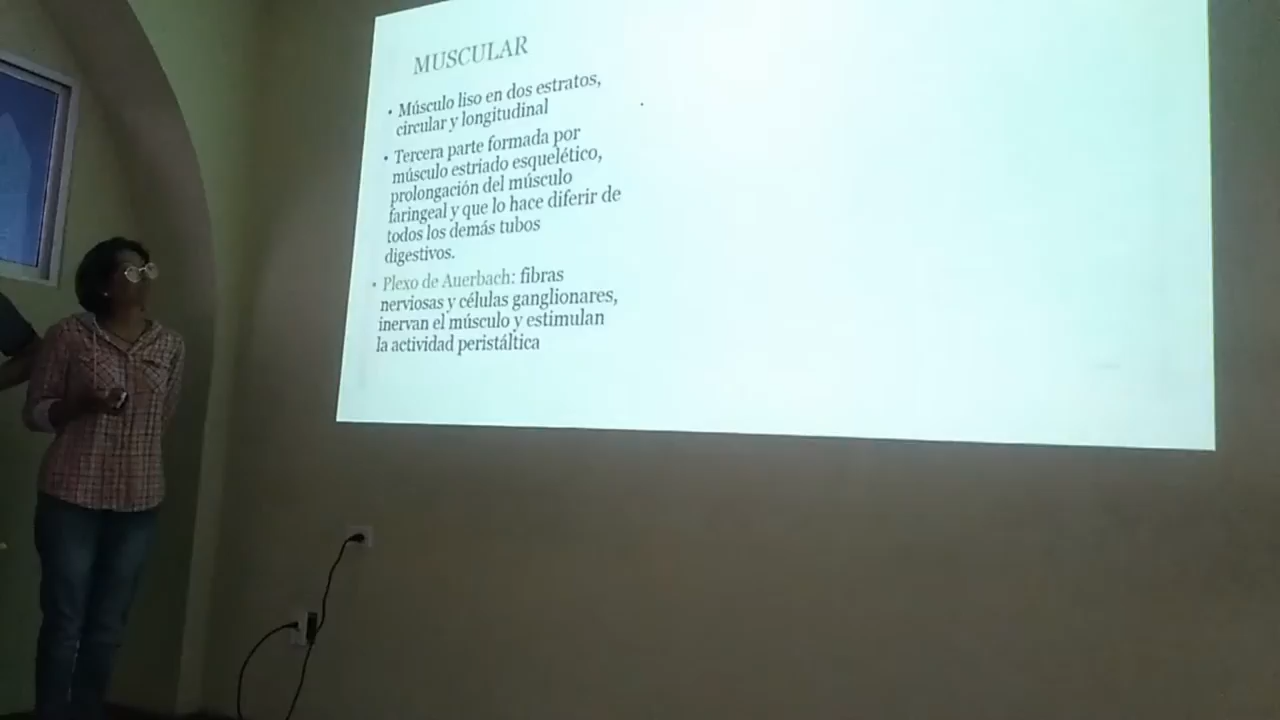 MUSCULAR
• Músculo liso en dos estratos,
circular y longitudinal
• Tercera parte formada por
músculo estriado esquelético,
prolongación del músculo
faringeal y que lo hace diferir de
todos los demás tubos
digestivos.
• Plexo de Auerbach: fibras
nerviosas y células ganglionares,
inervan el músculo y estimulan
la actividad peristáltica